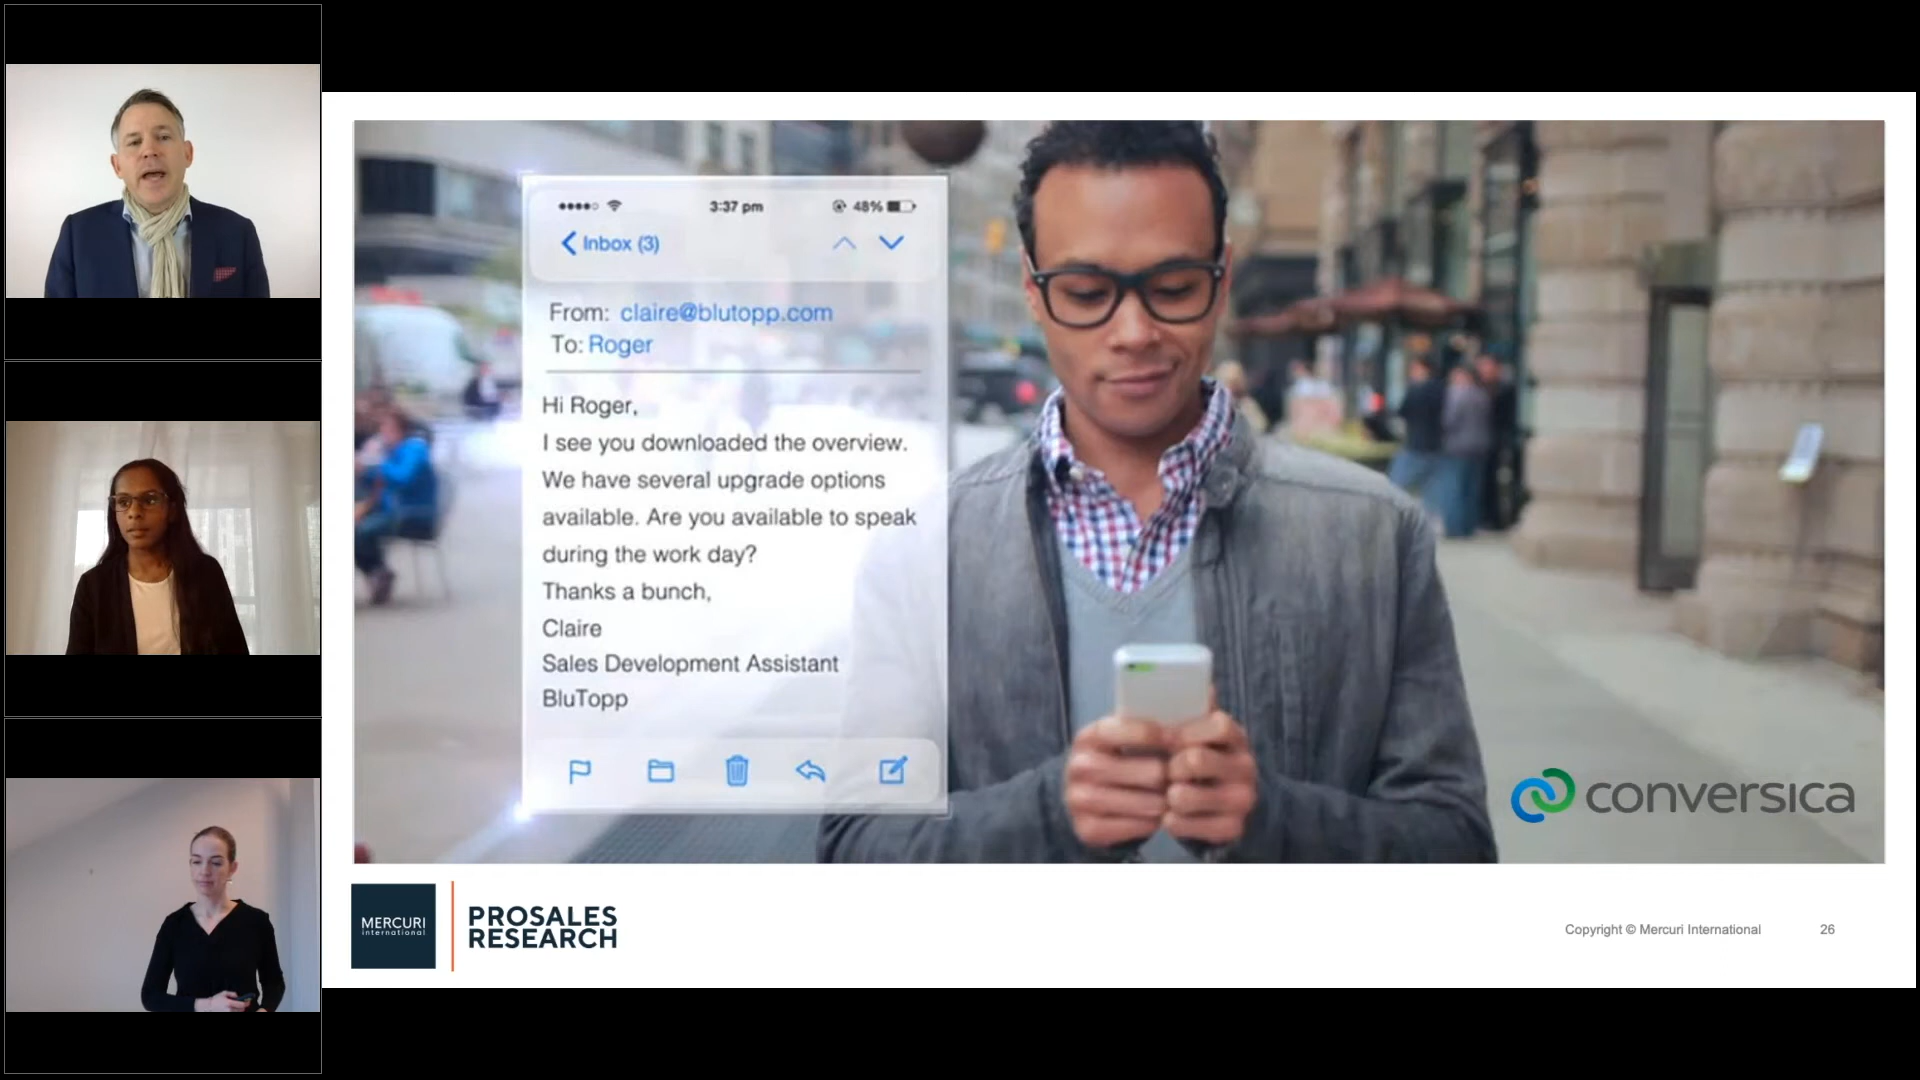 3:37 pm
48%
Inbox (3)
From: claire@blutopp.com
To: Roger
Hi Roger,
I see you downloaded the overview.
We have several upgrade options
available. Are you available to speak
during the work day?
Thanks a bunch,
Claire
Sales Development Assistant
BluTopp
conversica
MERCURI
international
PROSALES
RESEARCH
Copyright © Mercuri International
26